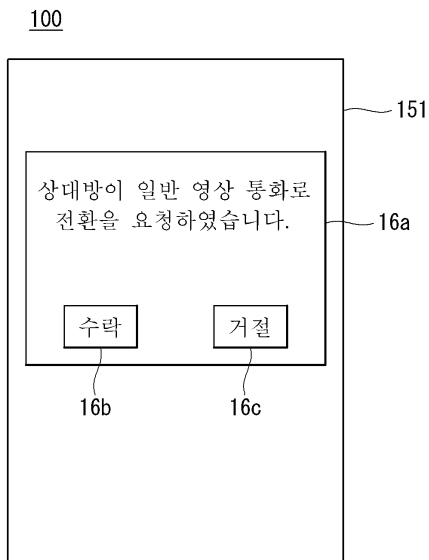 100
151
상대방이 일반 영상 통화로
전환을 요청하였습니다.
16a
수락 거절
16b 16c